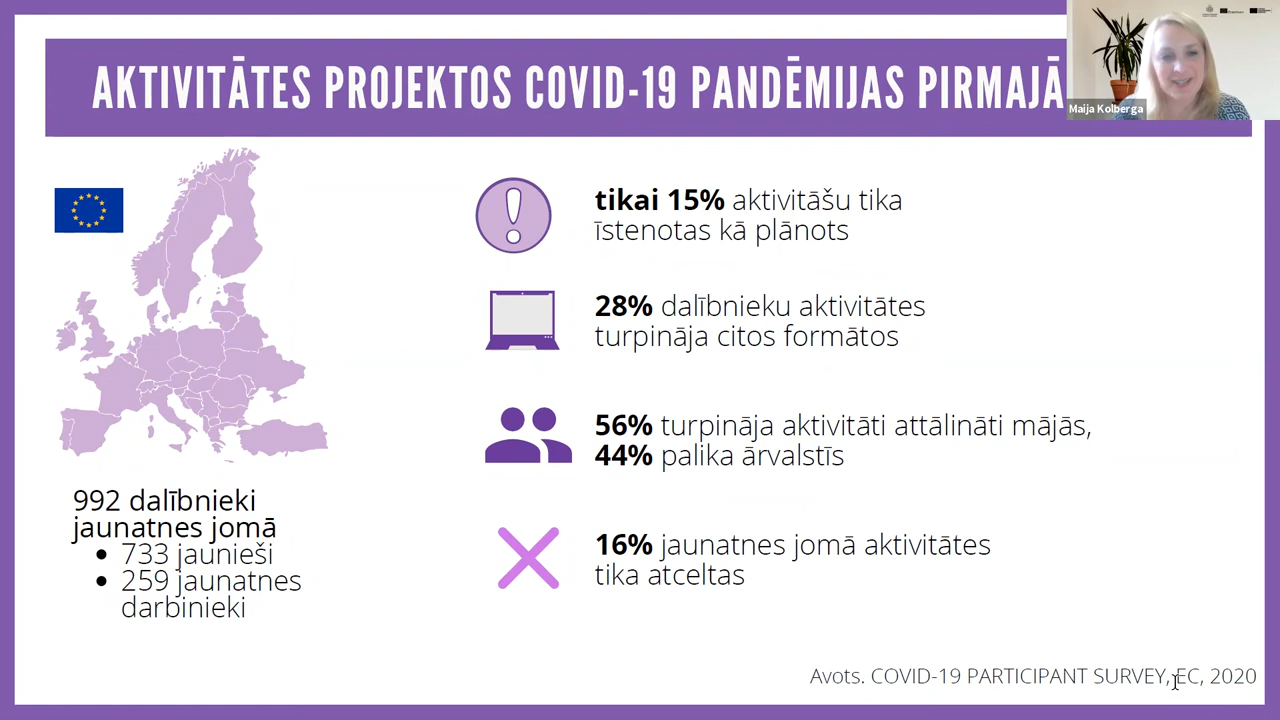 AKTIVITĀTES PROJEKTOS COVID-19 PANDĒMIJAS PIRMAJĀ
Maija Kolberga
tikai 15% aktivitāšu tika
īstenotas kā plānots
28% dalībnieku aktivitātes
turpināja citos formātos
56% turpināja aktivitāti attālināti mājās,
44% palika ārvalstīs
16% jaunatnes jomā aktivitātes
tika atceltas
992 dalībnieki
jaunatnes jomā
• 733 jaunieši
• 259 jaunatnes
darbinieki
Avots. COVID-19 PARTICIPANT SURVEY, EC, 2020